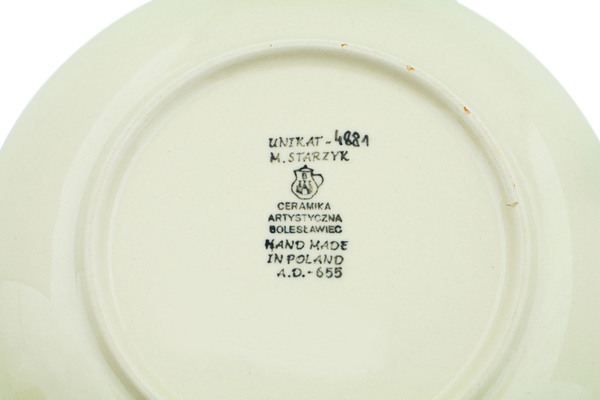 UNIKAT-4881
M. STARZYK
CERAMIKA
ARTYSTYCZNA
BOLESŁAWIEC
HAND MADE
IN POLAND
A.D.-655